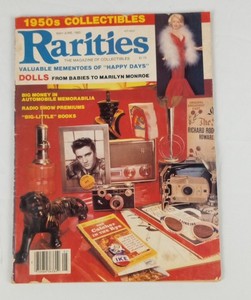 1950s COLLECTIBLES
Rarities
THE MAGAZINE OF COLLECTIBLES
VALUABLE MEMENTOES OF "HAPPY DAYS"
DOLLS FROM BABIES TO MARILYN MONROE
BIG MONEY IN
AUTOMOBILE MEMORABILIA
RADIO SHOW PREMIUMS
"BIG-LITTLE" BOOKS
RICHARD